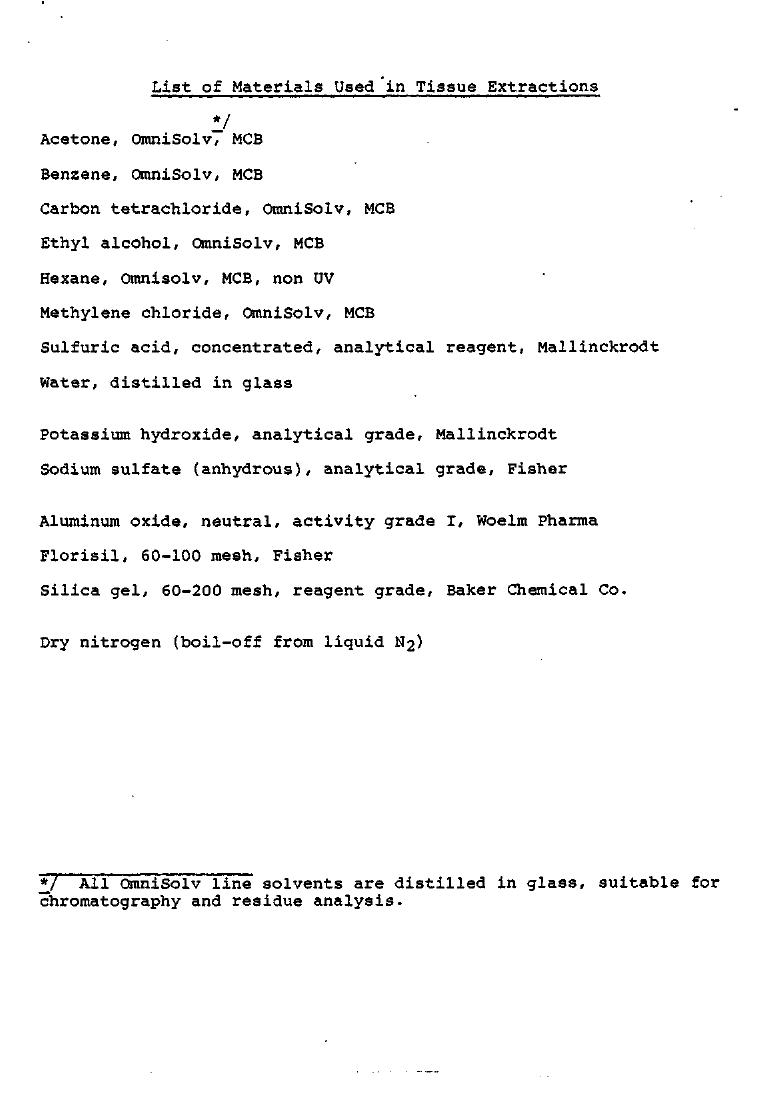 List of Materials Used in Tissue Extractions
*/
Acetone, OmniSolv, MCB
Benzene, OmniSolv, MCB
Carbon tetrachloride, OmniSolv, MCB
Ethyl alcohol, OmniSolv, MCB
Hexane, Omnisolv, MCB, non UV
Methylene chloride, OmniSolv, MCB
Sulfuric acid, concentrated, analytical reagent, Mallinckrodt
Water, distilled in glass
Potassium hydroxide, analytical grade, Mallinckrodt
Sodium sulfate (anhydrous), analytical grade, Fisher
Aluminum oxide, neutral, activity grade I, Woelm Pharma
Florisil, 60-100 mesh, Fisher
Silica gel, 60-200 mesh, reagent grade, Baker Chemical Co.
Dry nitrogen (boil-off from liquid N2)
*/ All OmniSolv line solvents are distilled in glass, suitable for
chromatography and residue analysis.